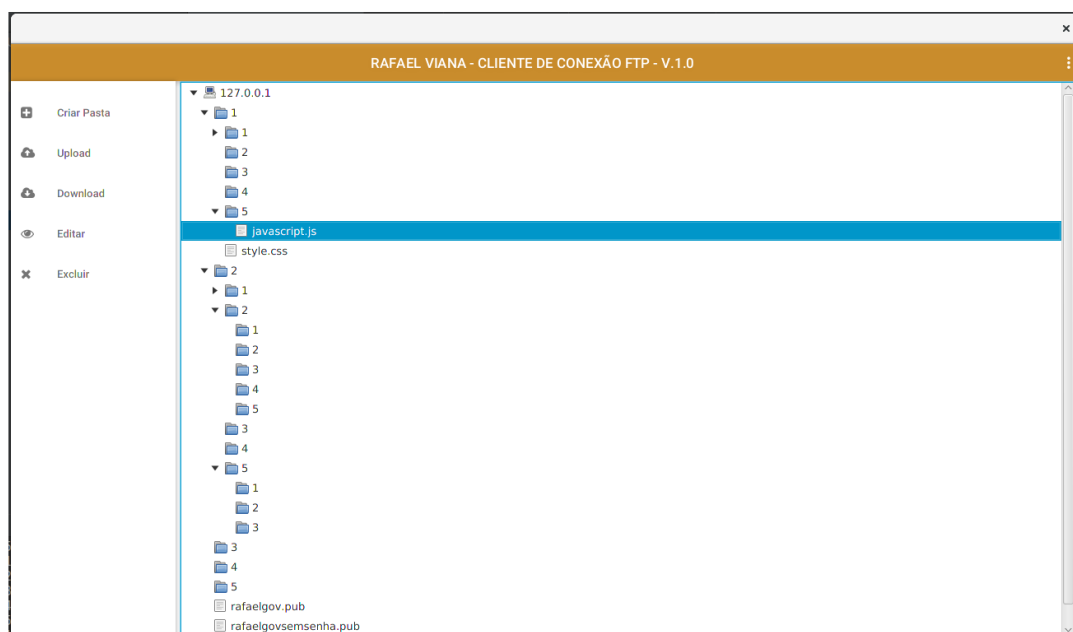 RAFAEL VIANA - CLIENTE DE CONEXÃO FTP - V.1.0
Criar Pasta
Upload
Download
Editar
Excluir
127.0.0.1
1
1
2
3
4
5
javascript.js
style.css
2
1
2
1
2
3
4
5
3
4
5
1
2
3
3
4
5
rafaelgov.pub
rafaelgovsemsenha.pub